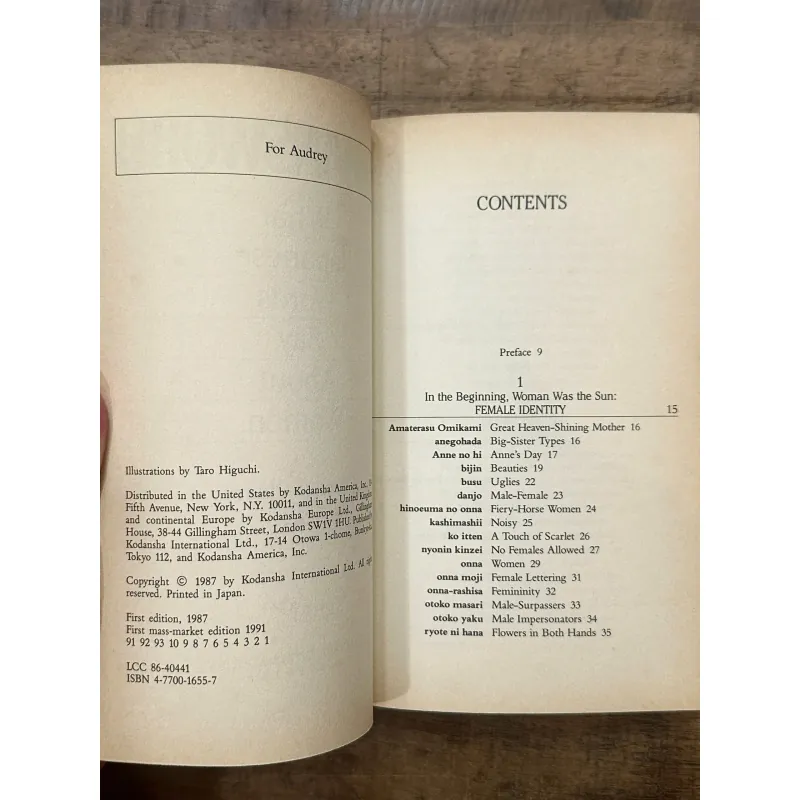 For Audrey
Illustrations by Taro Higuchi.
Distributed in the United States by Kodansha America, Inc.
Fifth Avenue, New York, N.Y. 10011, and in the United Kingdom
and continental Europe by Kodansha Europe Ltd., Gillingham
House, 38-44 Gillingham Street, London SW1V 1HU. Published
Kodansha International Ltd., 17-14 Otowa 1-chome,
Tokyo 112, and Kodansha America, Inc.
Copyright © 1987 by Kodansha International Ltd. All
reserved. Printed in Japan.
First edition, 1987
First mass-market edition 1991
91 92 93 10 9 8 7 6 5 4 3 2 1
LCC 86-40441
ISBN 4-7700-1655-7
CONTENTS
Preface 9
1
In the Beginning, Woman Was the Sun:
FEMALE IDENTITY 15
Amaterasu Omikami Great Heaven-Shining Mother 16
anegohada Big-Sister Types 16
Anne no hi Anne's Day 17
bijin Beauties 19
busu Uglies 22
danjo Male-Female 23
hinoeuma no onna Fiery-Horse Women 24
kashimashii Noisy 25
ko itten A Touch of Scarlet 26
nyonin kinzei No Females Allowed 27
onna Women 29
onna moji Female Lettering 31
onna-rashisa Femininity 32
otoko masari Male-Surpassers 33
otoko yaku Male Impersonators 34
ryote ni hana Flowers in Both Hands 35